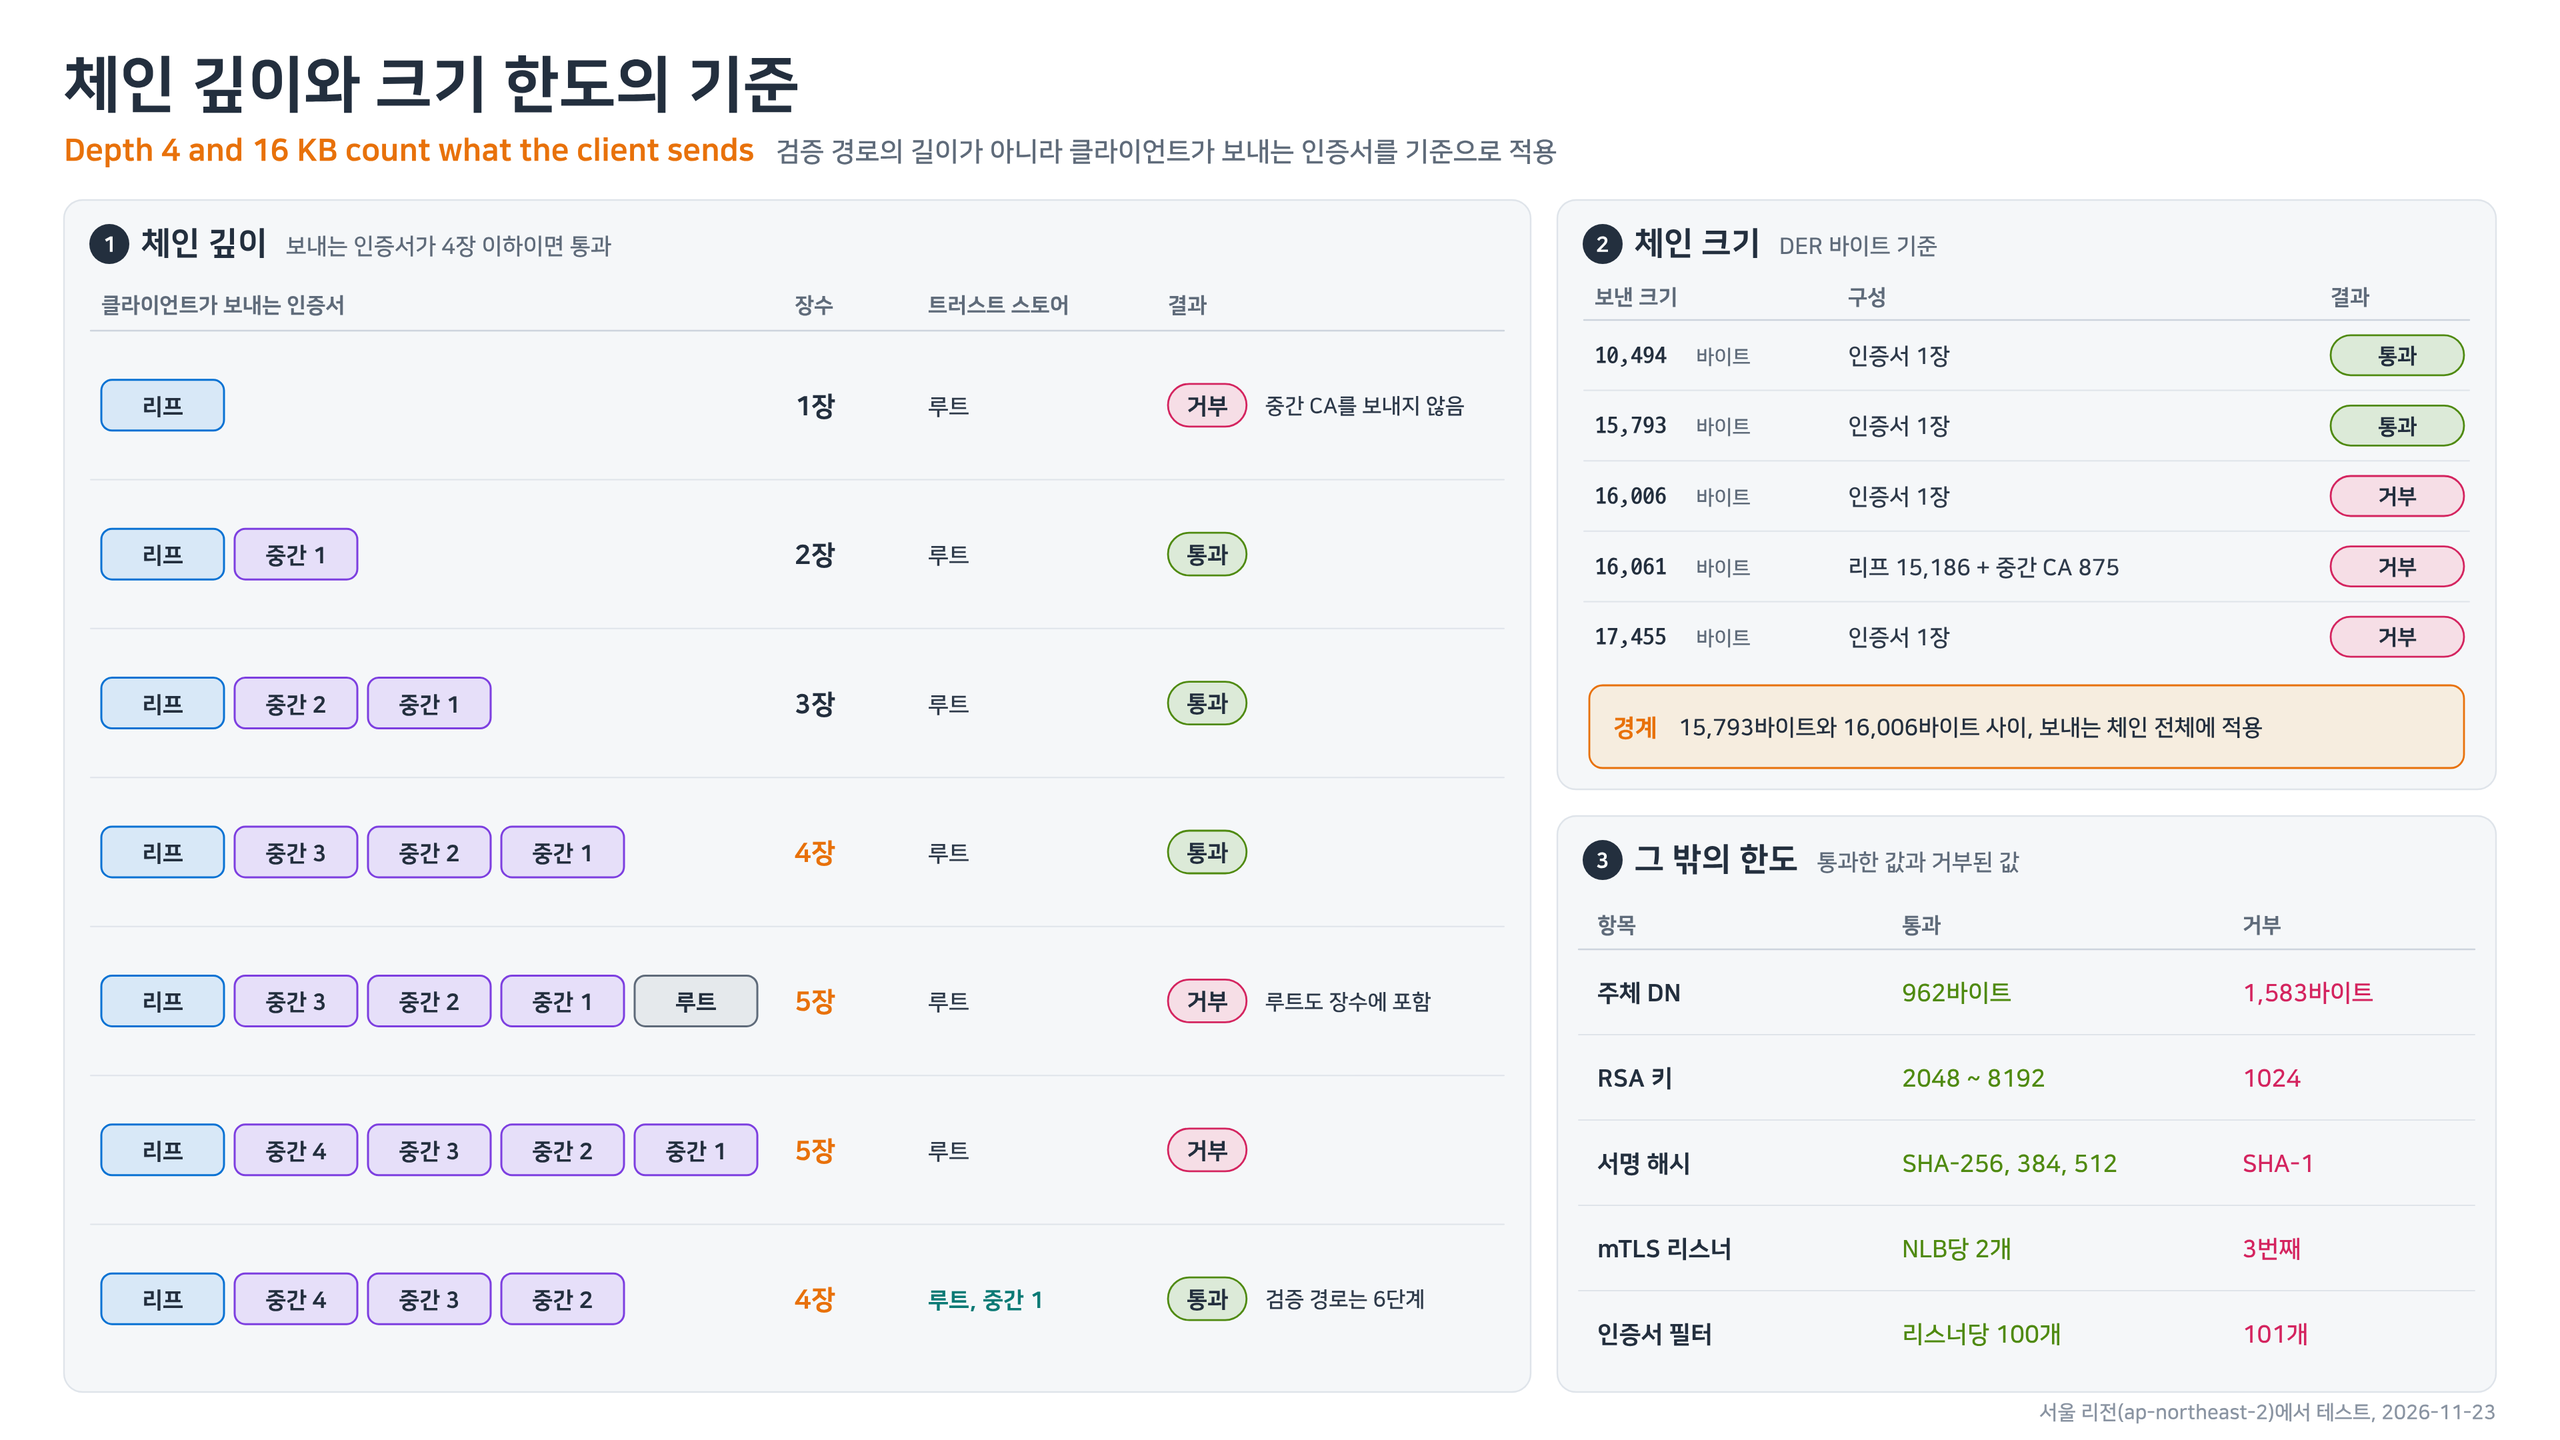 체인 깊이와 크기 한도의 기준
Depth 4 and 16 KB count what the client sends 검증 경로의 길이가 아니라 클라이언트가 보내는 인증서를 기준으로 적용
1 체인 깊이 보내는 인증서가 4장 이하이면 통과
클라이언트가 보내는 인증서 장수 트러스트 스토어 결과
리프 1장 루트 거부 중간 CA를 보내지 않음
리프 중간 1 2장 루트 통과
리프 중간 2 중간 1 3장 루트 통과
리프 중간 3 중간 2 중간 1 4장 루트 통과
리프 중간 3 중간 2 중간 1 루트 5장 루트 거부 루트도 장수에 포함
리프 중간 4 중간 3 중간 2 중간 1 5장 루트 거부
리프 중간 4 중간 3 중간 2 4장 루트, 중간 1 통과 검증 경로는 6단계
2 체인 크기 DER 바이트 기준
보낸 크기 구성 결과
10,494 바이트 인증서 1장 통과
15,793 바이트 인증서 1장 통과
16,006 바이트 인증서 1장 거부
16,061 바이트 리프 15,186 + 중간 CA 875 거부
17,455 바이트 인증서 1장 거부
경계 15,793바이트와 16,006바이트 사이, 보내는 체인 전체에 적용
3 그 밖의 한도 통과한 값과 거부된 값
항목 통과 거부
주체 DN 962바이트 1,583바이트
RSA 키 2048 ~ 8192 1024
서명 해시 SHA-256, 384, 512 SHA-1
mTLS 리스너 NLB당 2개 3번째
인증서 필터 리스너당 100개 101개
서울 리전(ap-northeast-2)에서 테스트, 2026-11-23